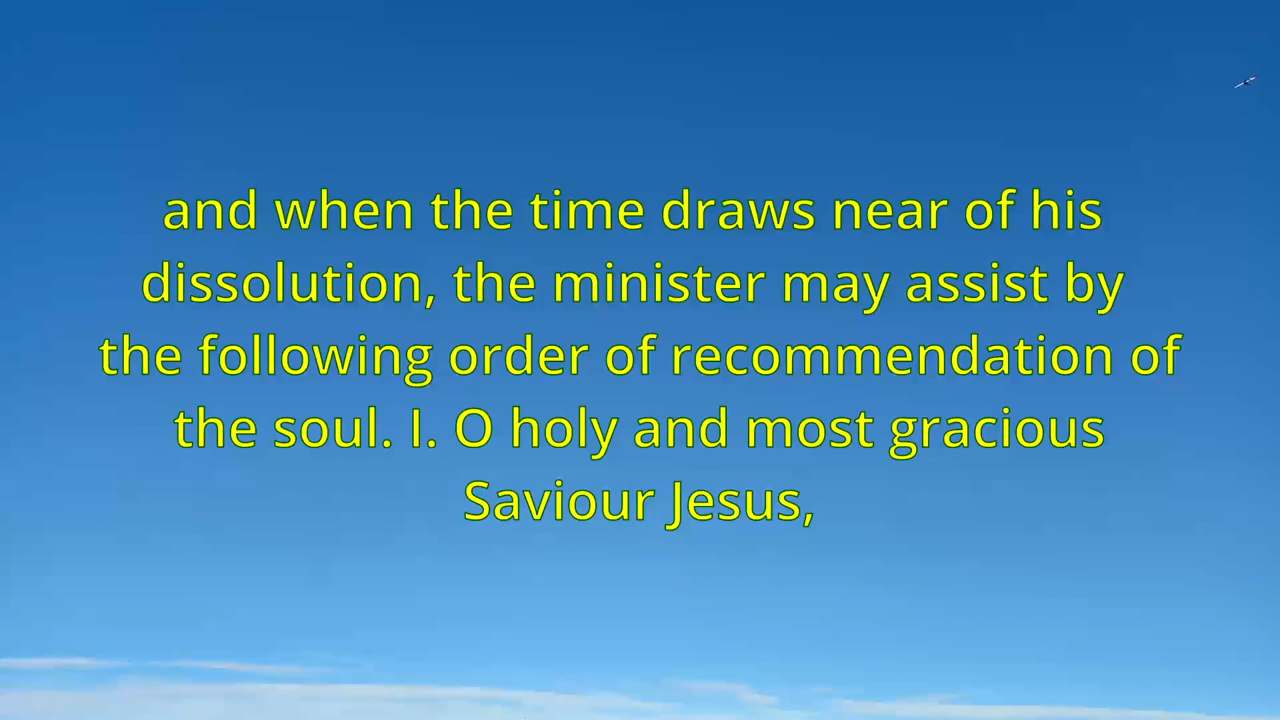 and when the time draws near of his
dissolution, the minister may assist by
the following order of recommendation of
the soul. I. O holy and most gracious
Saviour Jesus,